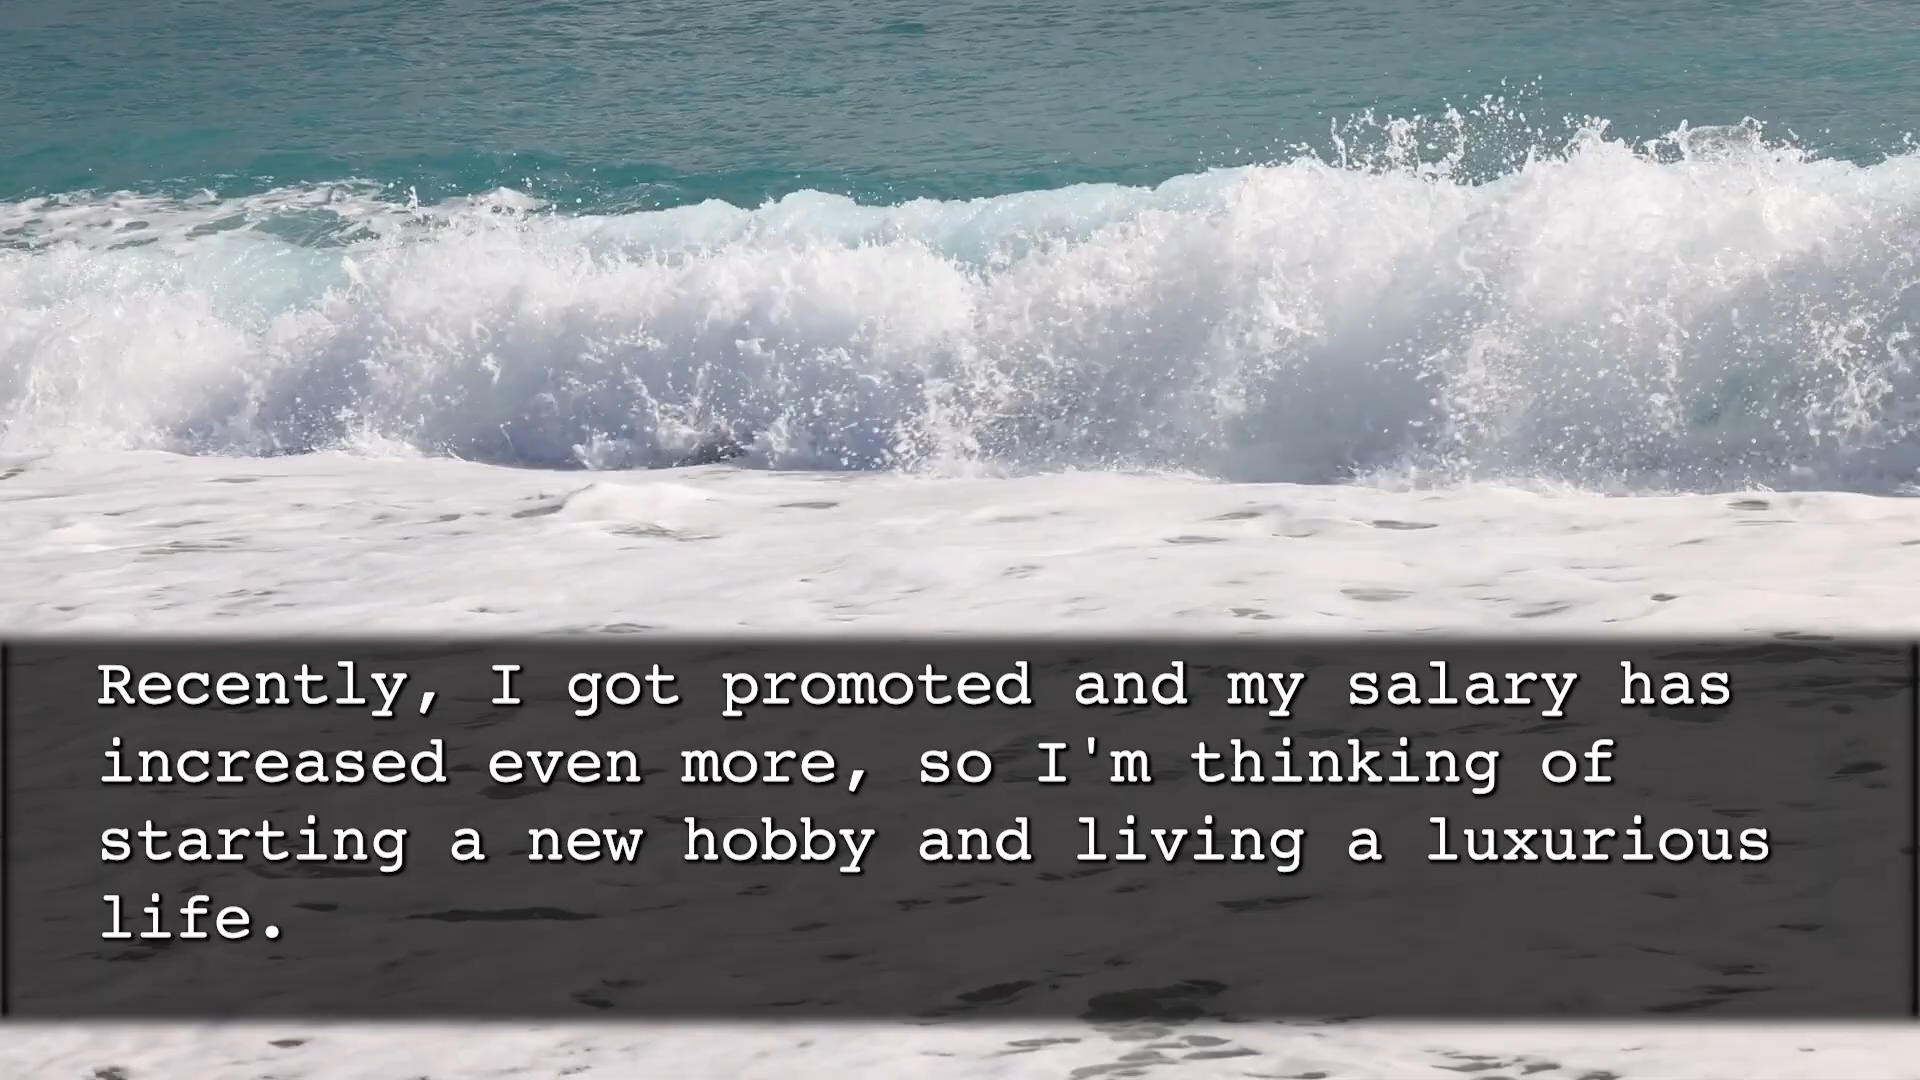 Recently, I got promoted and my salary has
increased even more, so I'm thinking of
starting a new hobby and living a luxurious
life.